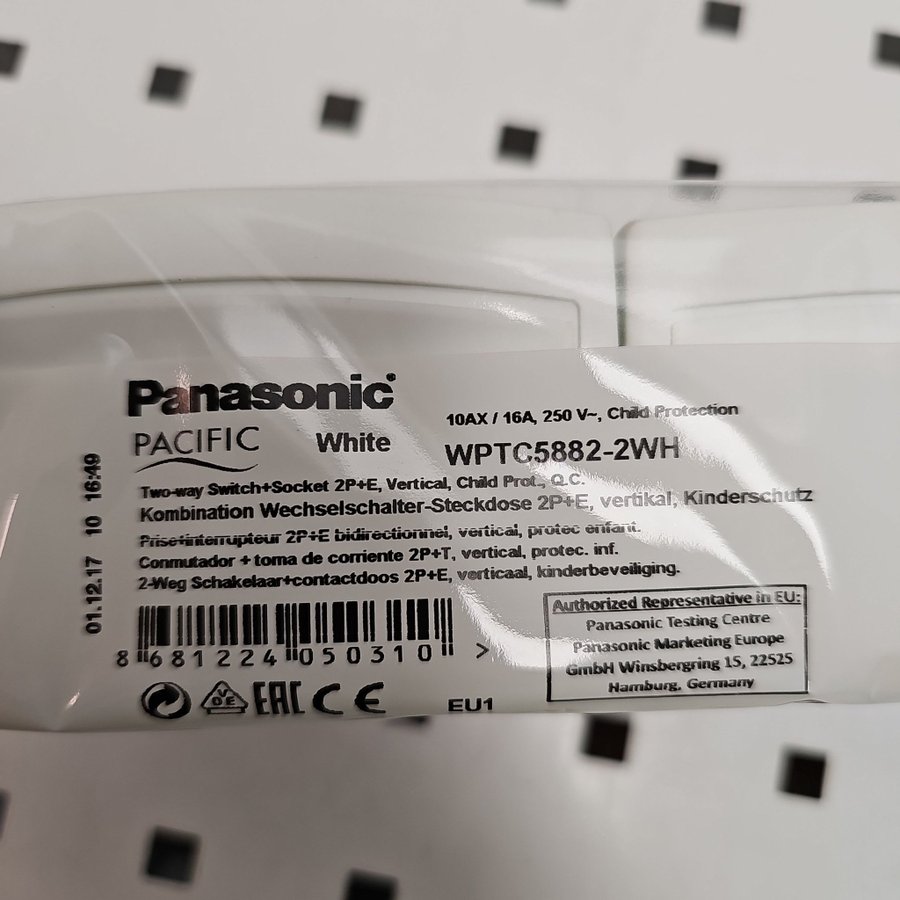 Panasonic
PACIFIC White
10AX / 16A, 250 V~, Child Protection
WPTC5882-2WH
Two-way Switch+Socket 2P+E, Vertical, Child Prot., Q.C.
Kombination Wechselschalter-Steckdose 2P+E, vertikal, Kinderschutz
Prise+interrupteur 2P+E bidirectionnel, vertical, protec enfant.
Conmutador + toma de corriente 2P+T, vertical, protec. inf.
2-Weg Schakelaar+contactdoos 2P+E, verticaal, kinderbeveiliging.
01.12.17 10 16:49
8 681224 050310 >
VDE EAC CE
EU1
Authorized Representative in EU:
Panasonic Testing Centre
Panasonic Marketing Europe
GmbH Winsbergring 15, 22525
Hamburg, Germany